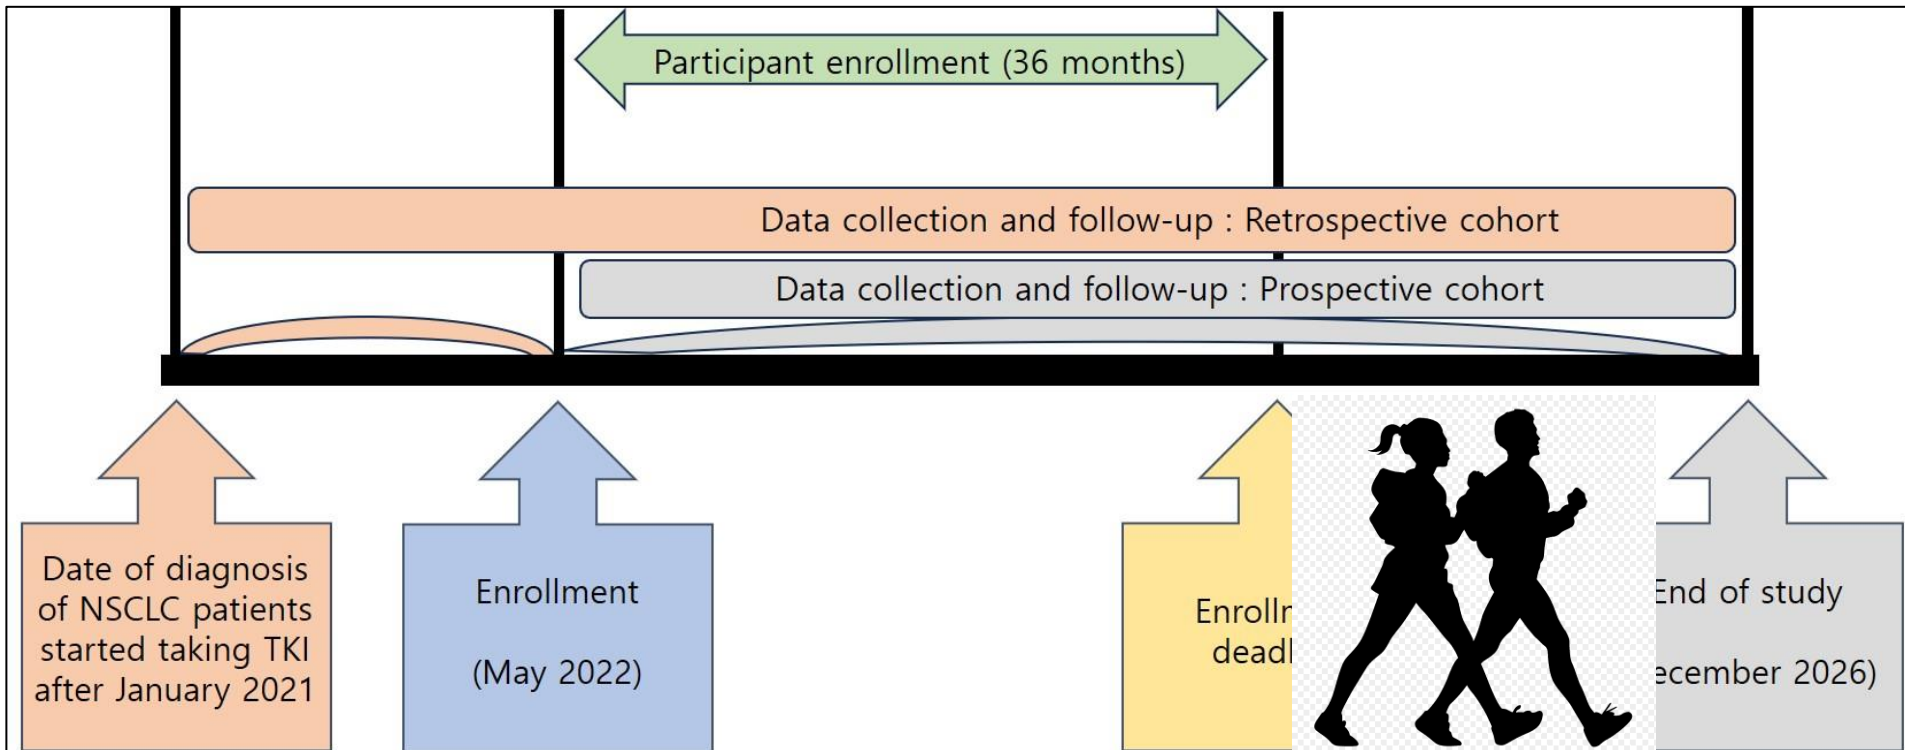 Participant enrollment (36 months)
Data collection and follow-up : Retrospective cohort
Data collection and follow-up : Prospective cohort
Date of diagnosis
of NSCLC patients
started taking TKI
after January 2021
Enrollment
(May 2022)
End of study
2026)